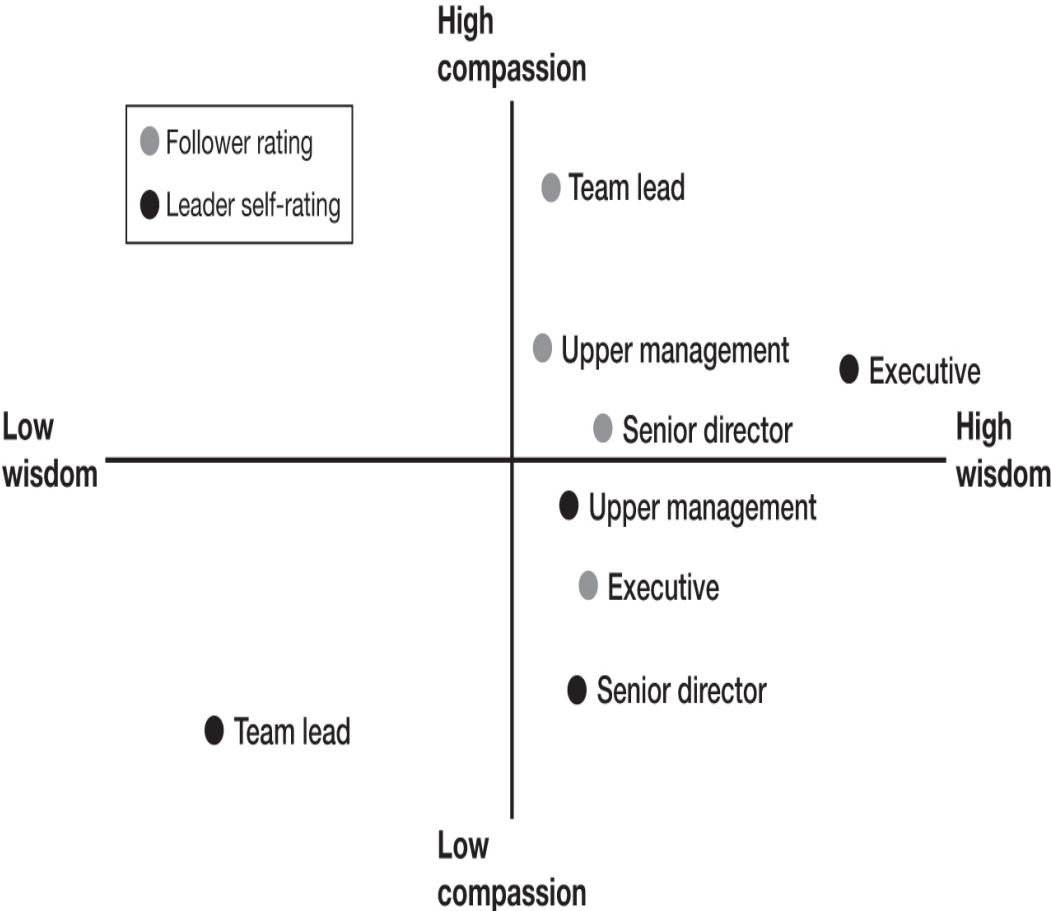 High
compassion
Follower rating
Leader self-rating
Team lead
Upper management
Executive
Senior director
Low
wisdom
High
wisdom
Upper management
Executive
Senior director
Team lead
Low
compassion